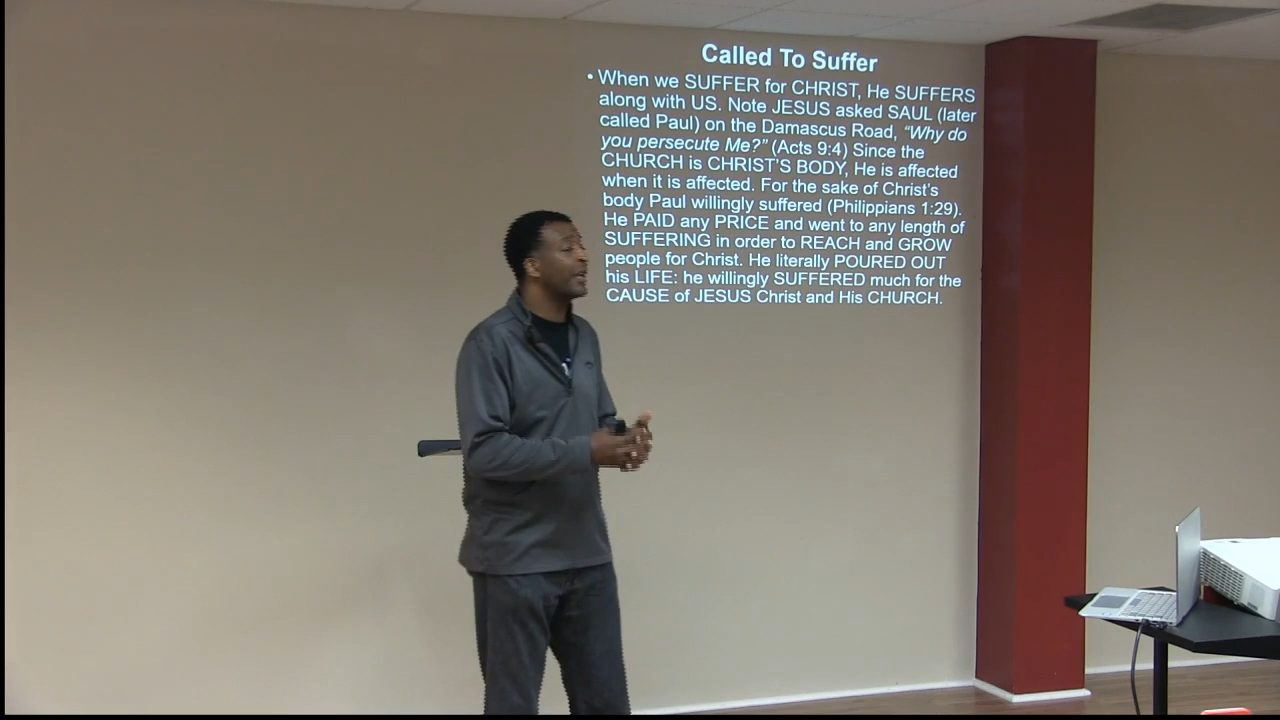 Called To Suffer
• When we SUFFER for CHRIST, He SUFFERS
along with US. Note JESUS asked SAUL (later
called Paul) on the Damascus Road, “Why do
you persecute Me?” (Acts 9:4) Since the
CHURCH is CHRIST’S BODY, He is affected
when it is affected. For the sake of Christ’s
body Paul willingly suffered (Philippians 1:29).
He PAID any PRICE and went to any length of
SUFFERING in order to REACH and GROW
people for Christ. He literally POURED OUT
his LIFE: he willingly SUFFERED much for the
CAUSE of JESUS Christ and His CHURCH.